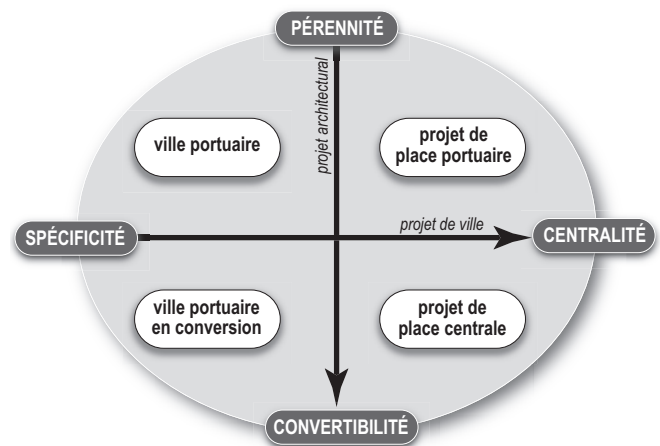 PÉRENNITÉ
projet architectural
ville portuaire
projet de
place portuaire
SPÉCIFICITÉ
projet de ville
CENTRALITÉ
ville portuaire
en conversion
projet de
place centrale
CONVERTIBILITÉ